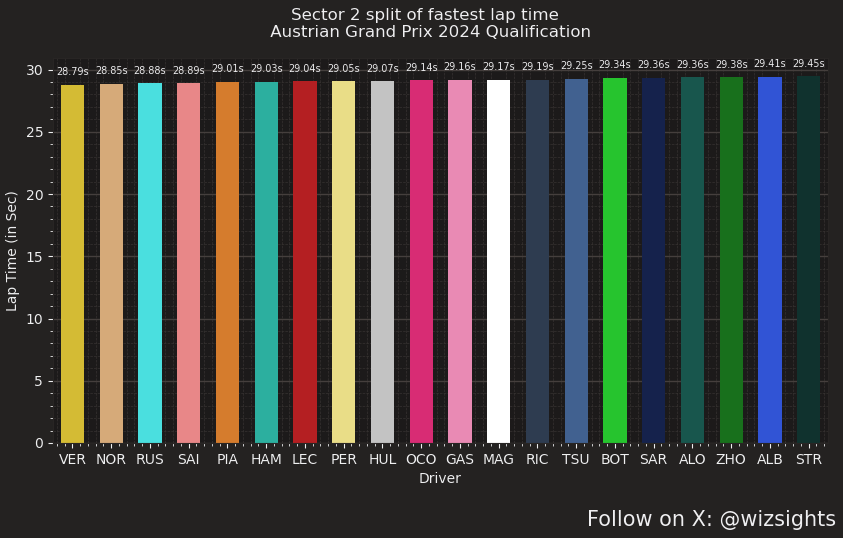 Sector 2 split of fastest lap time
Austrian Grand Prix 2024 Qualification
28.79s 28.85s 28.88s 28.89s 29.01s 29.03s 29.04s 29.05s 29.07s 29.14s 29.16s 29.17s 29.19s 29.25s 29.34s 29.36s 29.36s 29.38s 29.41s 29.45s
30
25
20
15
10
5
0
Lap Time (in Sec)
VER NOR RUS SAI PIA HAM LEC PER HUL OCO GAS MAG RIC TSU BOT SAR ALO ZHO ALB STR
Driver
Follow on X: @wizsights